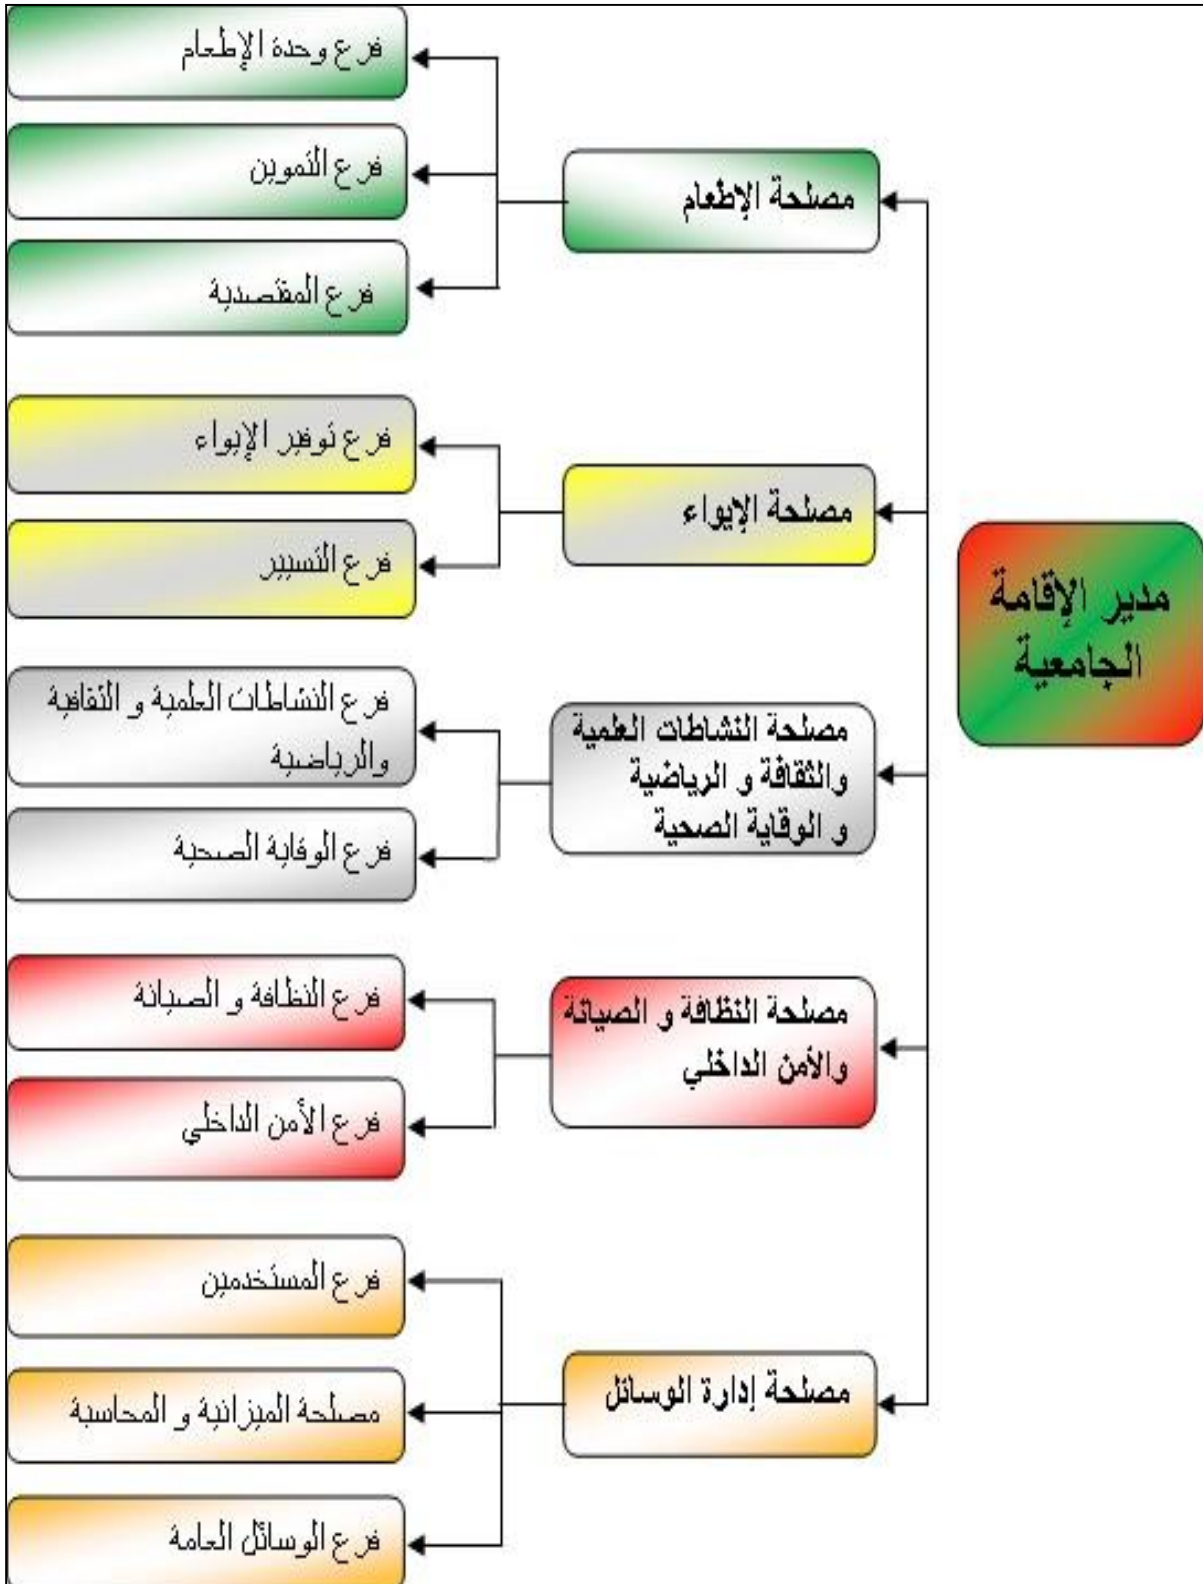 مدير الإقامة
الجامعية
مصلحة الإطعام
فرع وحدة الإطعام
فرع التموين
فرع المقتصدية
مصلحة الإيواء
فرع توفير الإيواء
فرع التسيير
مصلحة النشاطات العلمية
والثقافة و الرياضية
و الوقاية الصحية
فرع النشاطات العلمية و الثقافية
والرياضية
فرع الوقاية الصحية
مصلحة النظافة و الصيانة
والأمن الداخلي
فرع النظافة و الصيانة
فرع الأمن الداخلي
مصلحة إدارة الوسائل
فرع المستخدمين
مصلحة الميزانية و المحاسبة
فرع الوسائل العامة